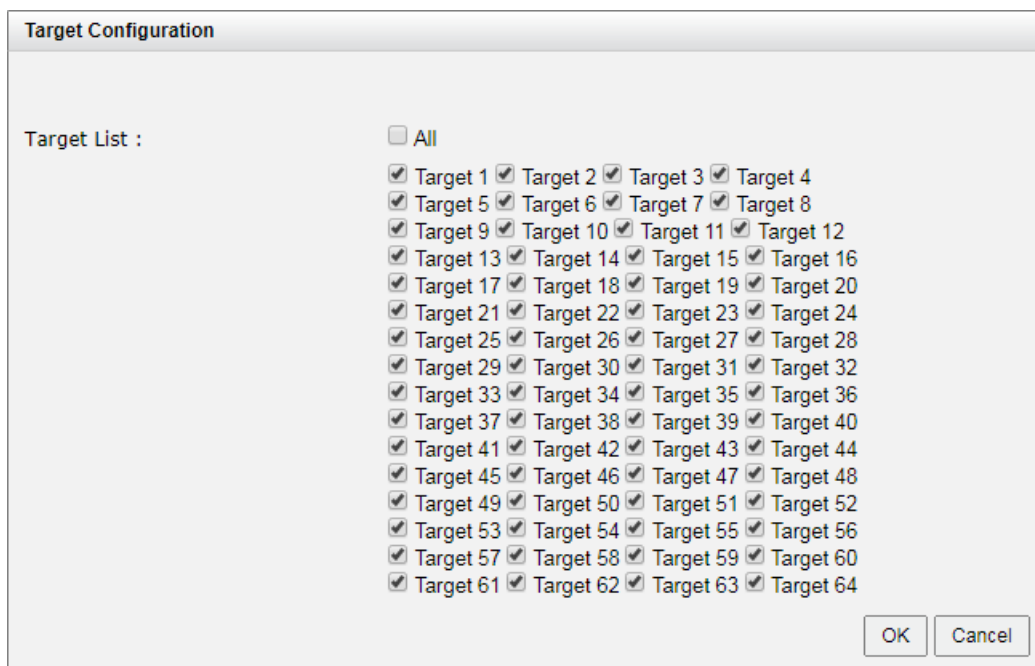 Target Configuration
Target List : All
Target 1 Target 2 Target 3 Target 4
Target 5 Target 6 Target 7 Target 8
Target 9 Target 10 Target 11 Target 12
Target 13 Target 14 Target 15 Target 16
Target 17 Target 18 Target 19 Target 20
Target 21 Target 22 Target 23 Target 24
Target 25 Target 26 Target 27 Target 28
Target 29 Target 30 Target 31 Target 32
Target 33 Target 34 Target 35 Target 36
Target 37 Target 38 Target 39 Target 40
Target 41 Target 42 Target 43 Target 44
Target 45 Target 46 Target 47 Target 48
Target 49 Target 50 Target 51 Target 52
Target 53 Target 54 Target 55 Target 56
Target 57 Target 58 Target 59 Target 60
Target 61 Target 62 Target 63 Target 64
OK Cancel